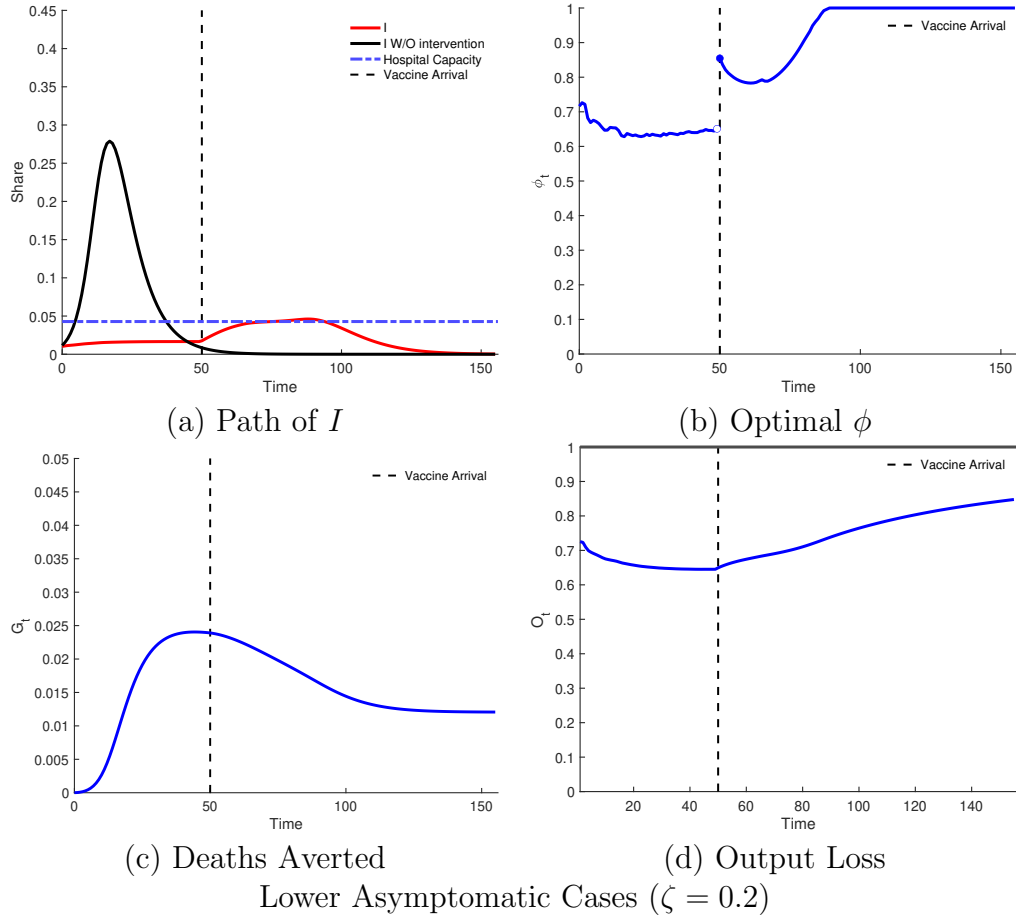 0.45
0.4
0.35
0.3
0.25
0.2
0.15
0.1
0.05
0
Share
I
I W/O intervention
Hospital Capacity
Vaccine Arrival
0 50 100 150
Time
(a) Path of I
1
0.9
0.8
0.7
0.6
0.5
0.4
0.3
0.2
0.1
0
ϕt
Vaccine Arrival
0 50 100 150
Time
(b) Optimal ϕ
0.05
0.045
0.04
0.035
0.03
0.025
0.02
0.015
0.01
0.005
0
Gt
Vaccine Arrival
0 50 100 150
Time
(c) Deaths Averted
1
0.9
0.8
0.7
0.6
0.5
0.4
0.3
0.2
0.1
0
Ot
Vaccine Arrival
20 40 60 80 100 120 140
Time
(d) Output Loss
Lower Asymptomatic Cases (ζ = 0.2)